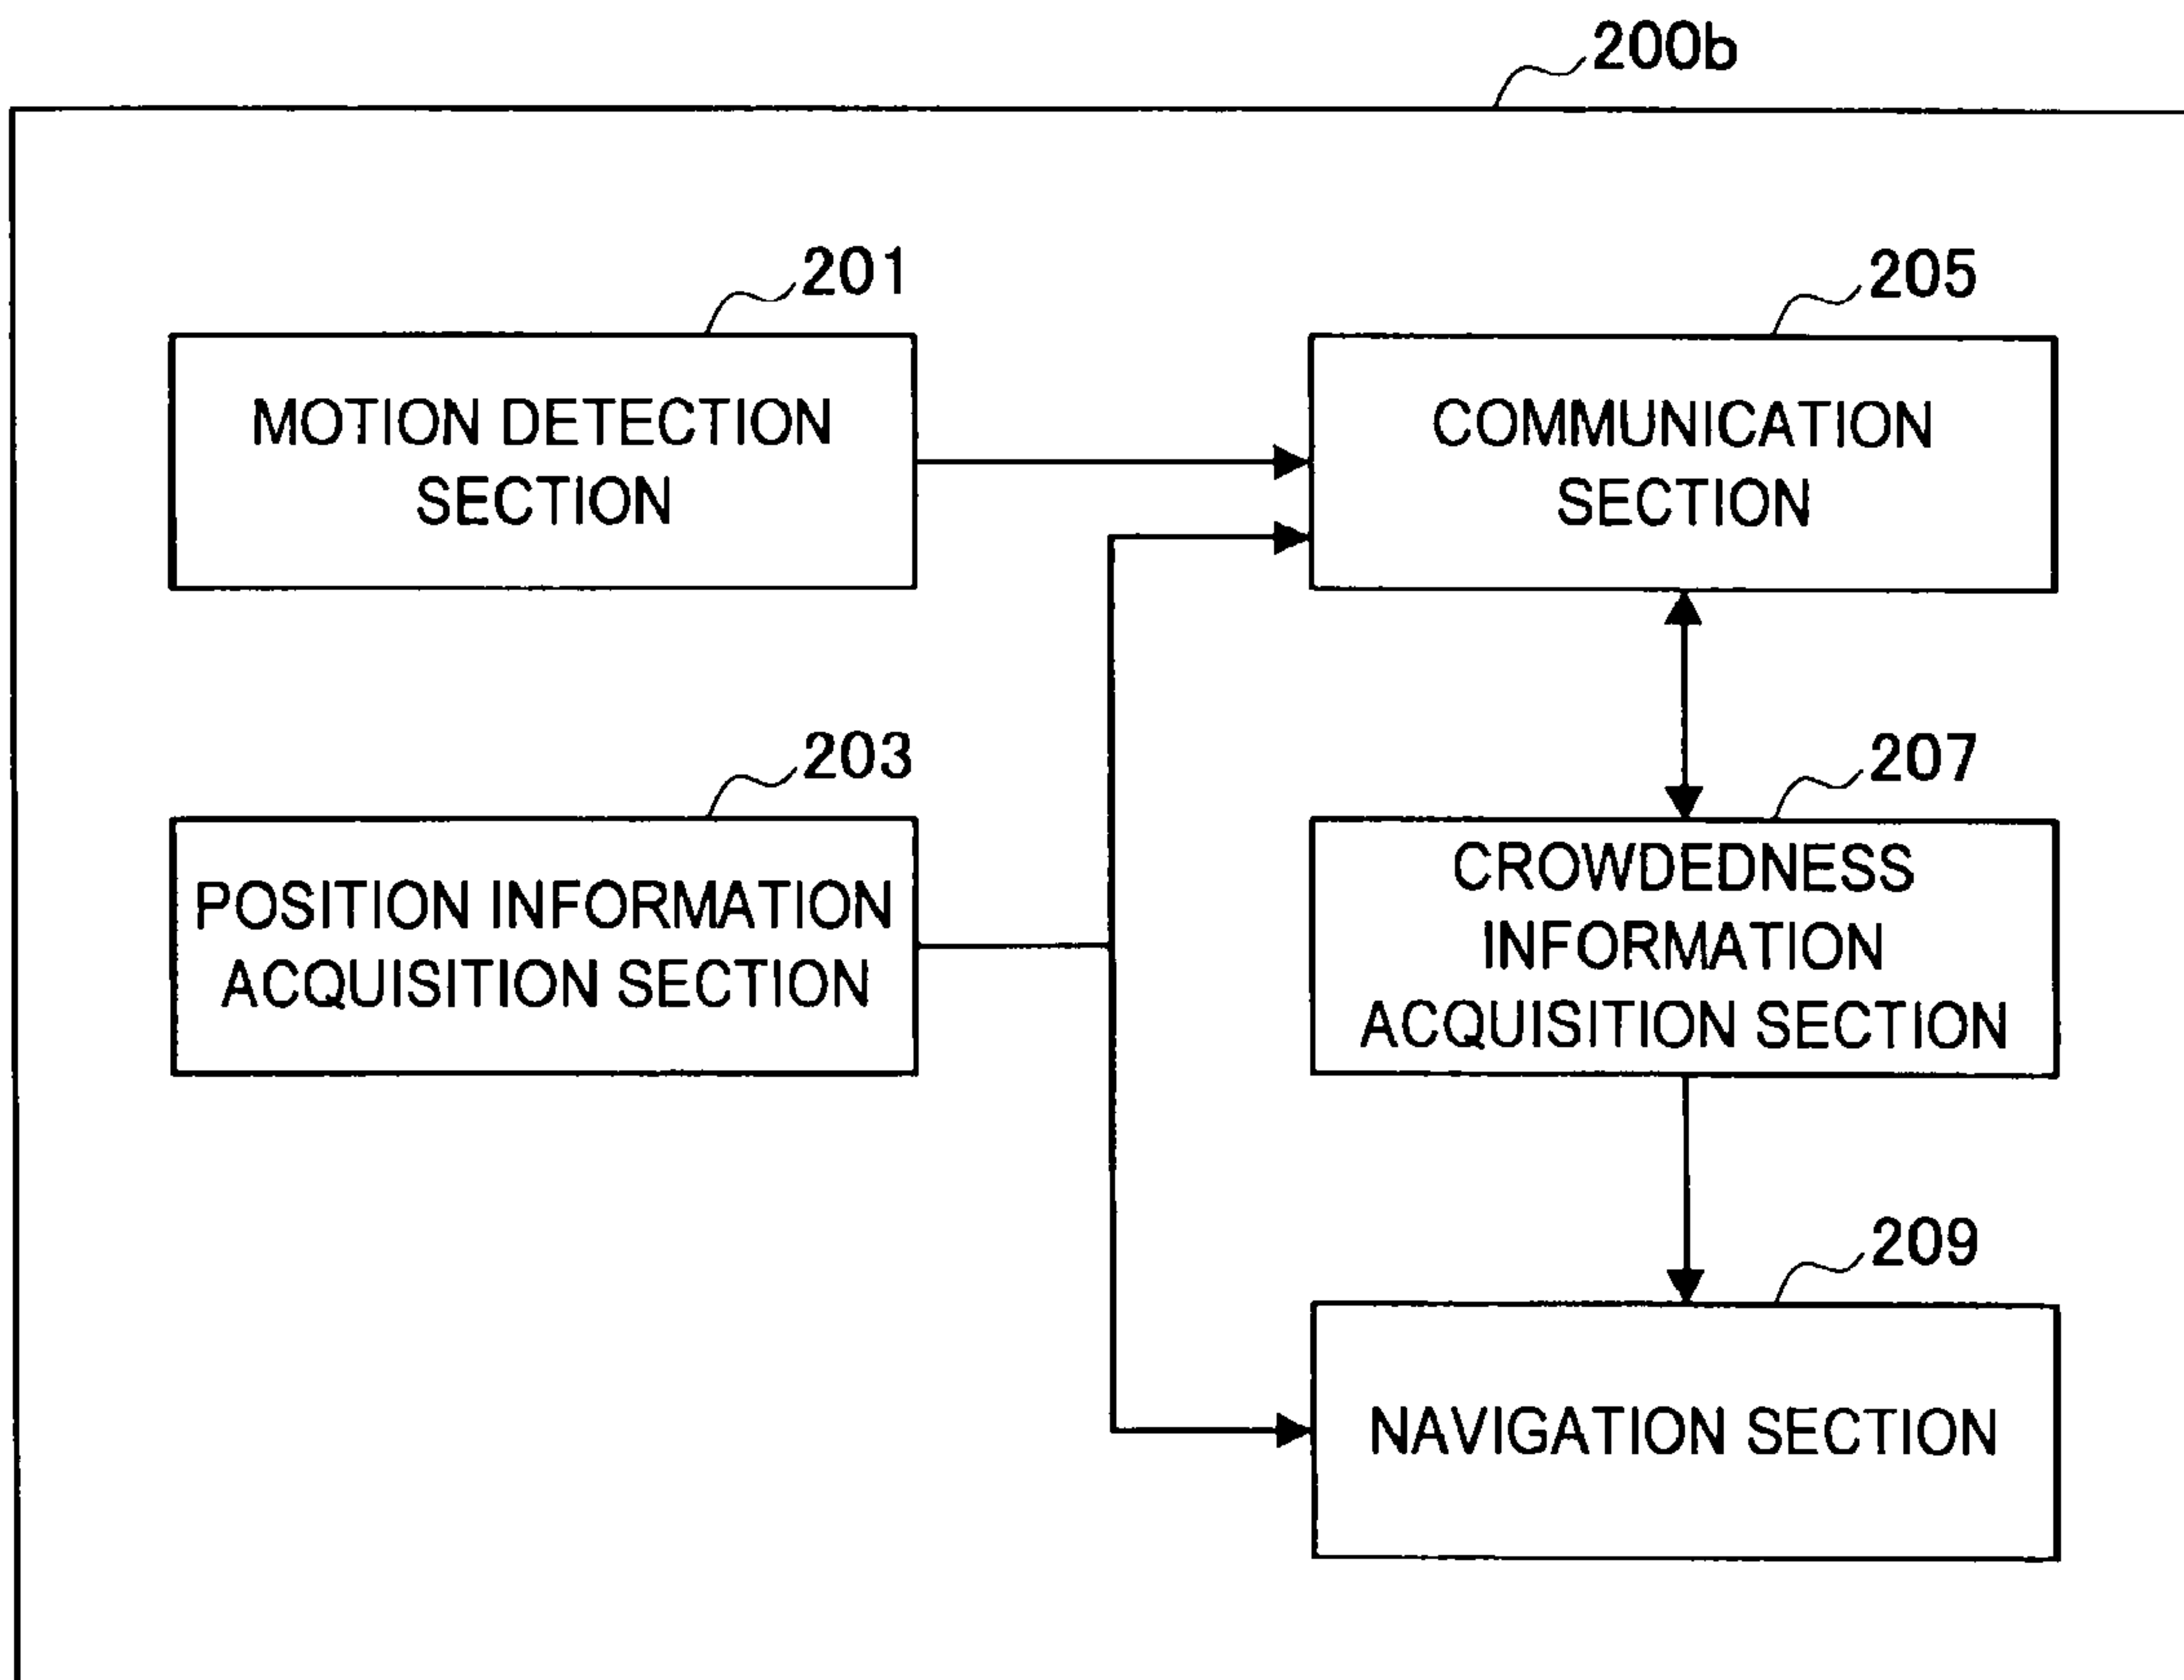 200b
201
MOTION DETECTION
SECTION
205
COMMUNICATION
SECTION
203
POSITION INFORMATION
ACQUISITION SECTION
207
CROWDEDNESS
INFORMATION
ACQUISITION SECTION
209
NAVIGATION SECTION